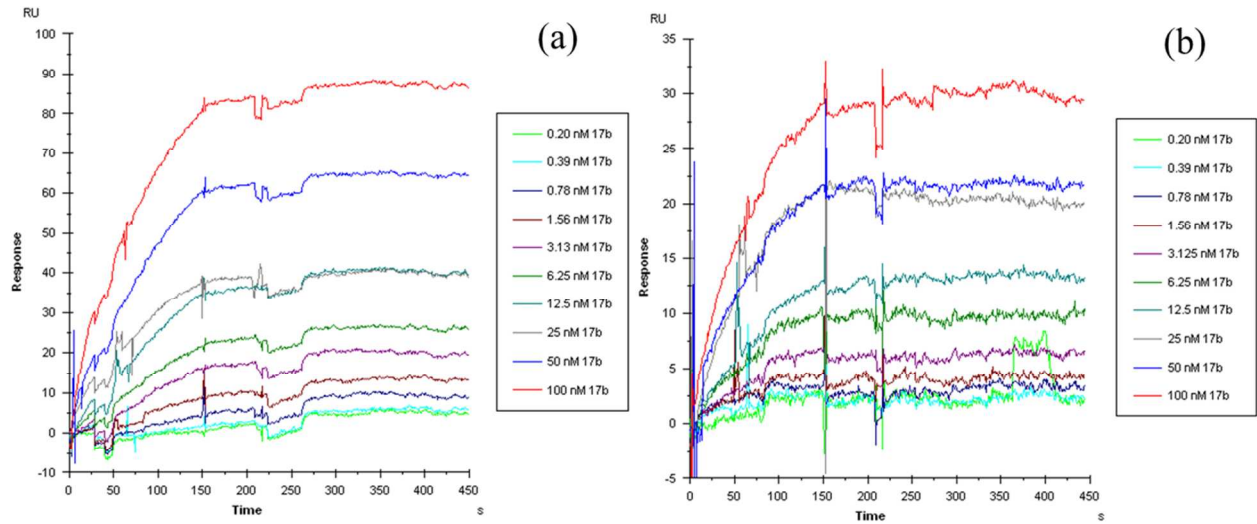 RU
(a)
100
90
80
70
60
50
40
30
20
10
0
-10
Response
0 50 100 150 200 250 300 350 400 450
Time
s
0.20 nM 17b
0.39 nM 17b
0.78 nM 17b
1.56 nM 17b
3.13 nM 17b
6.25 nM 17b
12.5 nM 17b
25 nM 17b
50 nM 17b
100 nM 17b
RU
(b)
35
30
25
20
15
10
5
0
-5
Response
0 50 100 150 200 250 300 350 400 450
Time
s
0.20 nM 17b
0.39 nM 17b
0.78 nM 17b
1.56 nM 17b
3.125 nM 17b
6.25 nM 17b
12.5 nM 17b
25 nM 17b
50 nM 17b
100 nM 17b